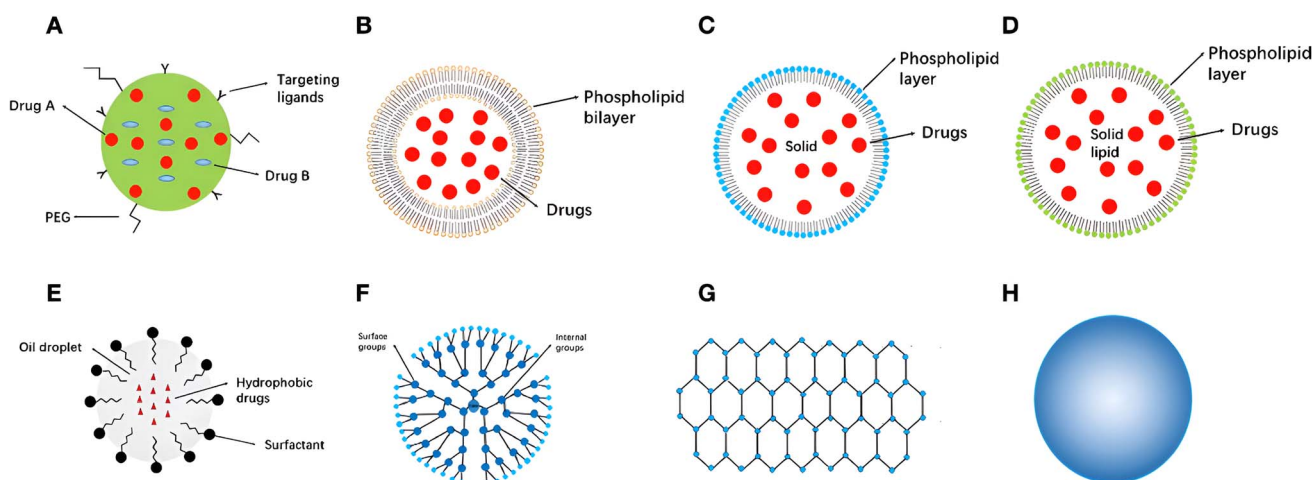 A
Targeting
ligands
Drug A
Drug B
PEG
B
Phospholipid
bilayer
Drugs
C
Phospholipid
layer
Drugs
Solid
D
Phospholipid
layer
Drugs
Solid
lipid
E
Oil droplet
Hydrophobic
drugs
Surfactant
F
Surface
groups
Internal
groups
G
H